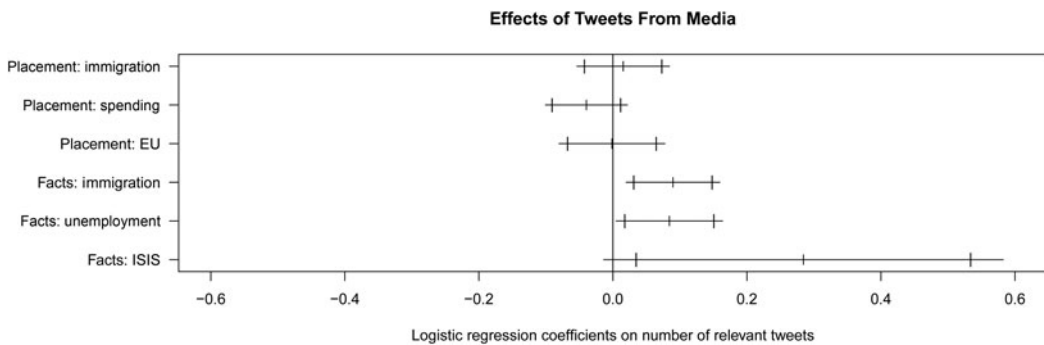 Effects of Tweets From Media
Placement: immigration
Placement: spending
Placement: EU
Facts: immigration
Facts: unemployment
Facts: ISIS
−0.6 −0.4 −0.2 0.0 0.2 0.4 0.6
Logistic regression coefficients on number of relevant tweets